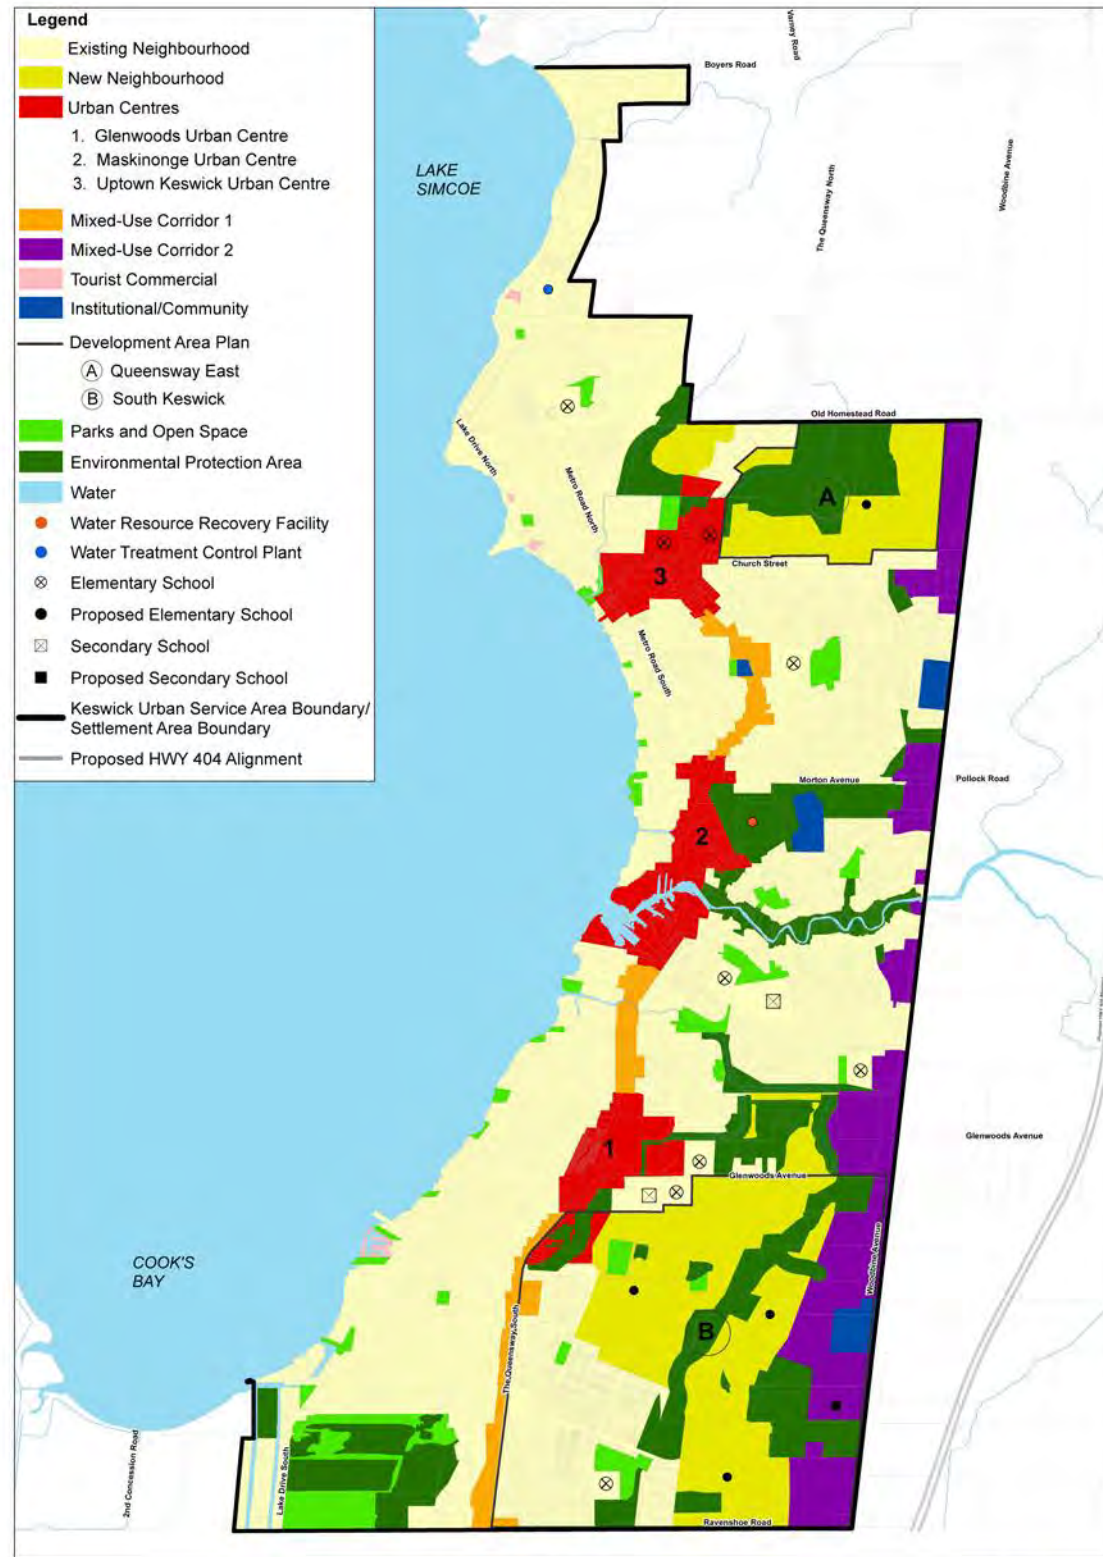 Legend
Existing Neighbourhood
New Neighbourhood
Urban Centres
1. Glenwoods Urban Centre
2. Maskinonge Urban Centre
3. Uptown Keswick Urban Centre
Mixed-Use Corridor 1
Mixed-Use Corridor 2
Tourist Commercial
Institutional/Community
Development Area Plan
A Queensway East
B South Keswick
Parks and Open Space
Environmental Protection Area
Water
Water Resource Recovery Facility
Water Treatment Control Plant
Elementary School
Proposed Elementary School
Secondary School
Proposed Secondary School
Keswick Urban Service Area Boundary/
Settlement Area Boundary
Proposed HWY 404 Alignment
Varney Road
Boyers Road
LAKE
SIMCOE
The Queensway North
Woodbine Avenue
Old Homestead Road
Lake Drive North
Metro Road North
A
3
Church Street
Metro Road South
Morton Avenue
Pollock Road
2
1
Glenwoods Avenue
Glenwoods Avenue
Woodbine Avenue
COOK'S
BAY
The Queensway South
B
2nd Concession Road
Lake Drive South
Ravenshoe Road